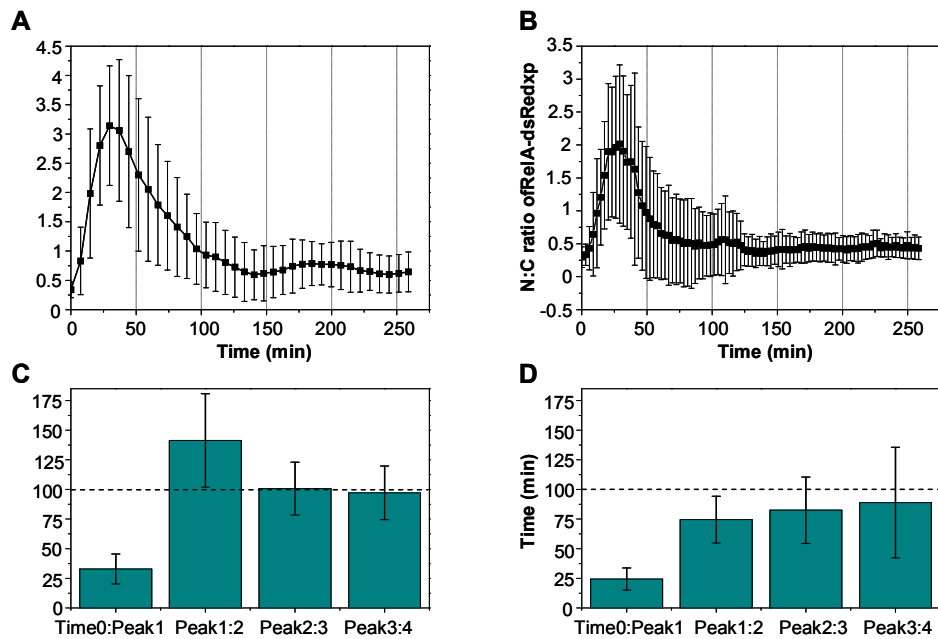 A
4.5
4
3.5
3
2.5
2
1.5
1
0.5
0
0 50 100 150 200 250
Time (min)
B
N:C ratio ofRelA-dsRedxp
3.5
3
2.5
2
1.5
1
0.5
0
-0.5
0 50 100 150 200 250
Time (min)
C
175
150
125
100
75
50
25
0
Time0:Peak1 Peak1:2 Peak2:3 Peak3:4
D
Time (min)
175
150
125
100
75
50
25
0
Time0:Peak1 Peak1:2 Peak2:3 Peak3:4